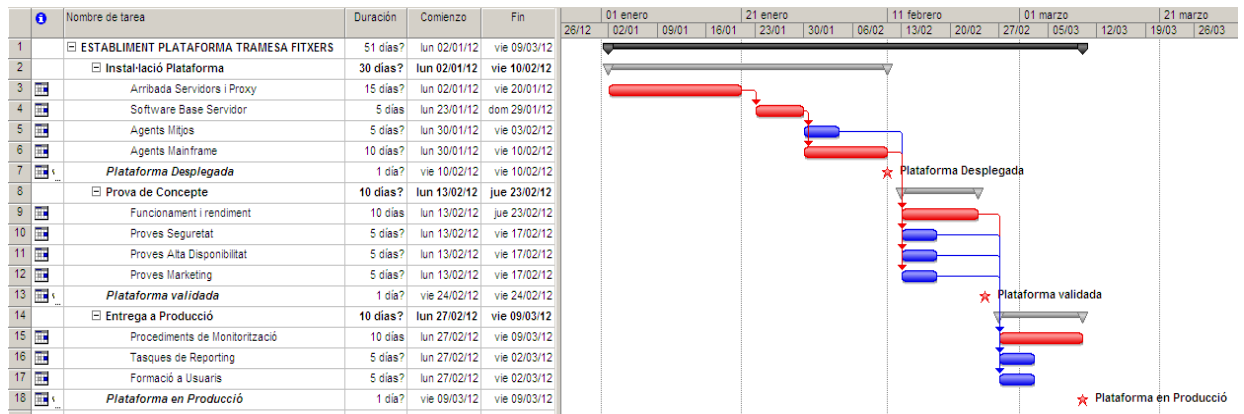 Nombre de tarea Duración Comienzo Fin
01 enero 21 enero 11 febrero 01 marzo 21 marzo
26/12 02/01 09/01 16/01 23/01 30/01 06/02 13/02 20/02 27/02 05/03 12/03 19/03 26/03
1 ESTABLIMENT PLATAFORMA TRAMESA FITXERS 51 días? lun 02/01/12 vie 09/03/12
2 Instal·lació Plataforma 30 días? lun 02/01/12 vie 10/02/12
3 Arribada Servidors i Proxy 15 días? lun 02/01/12 vie 20/01/12
4 Software Base Servidor 5 días lun 23/01/12 dom 29/01/12
5 Agents Mitjos 5 días? lun 30/01/12 vie 03/02/12
6 Agents Mainframe 10 días? lun 30/01/12 vie 10/02/12
7 Plataforma Desplegada 1 día? vie 10/02/12 vie 10/02/12 Plataforma Desplegada
8 Prova de Concepte 10 días? lun 13/02/12 jue 23/02/12
9 Funcionament i rendiment 10 días lun 13/02/12 jue 23/02/12
10 Proves Seguretat 5 días? lun 13/02/12 vie 17/02/12
11 Proves Alta Disponibilitat 5 días? lun 13/02/12 vie 17/02/12
12 Proves Marketing 5 días? lun 13/02/12 vie 17/02/12
13 Plataforma validada 1 día? vie 24/02/12 vie 24/02/12 Plataforma validada
14 Entrega a Producció 10 días? lun 27/02/12 vie 09/03/12
15 Procediments de Monitorització 10 días lun 27/02/12 vie 09/03/12
16 Tasques de Reporting 5 días? lun 27/02/12 vie 02/03/12
17 Formació a Usuaris 5 días? lun 27/02/12 vie 02/03/12
18 Plataforma en Producció 1 día? vie 09/03/12 vie 09/03/12 Plataforma en Producció